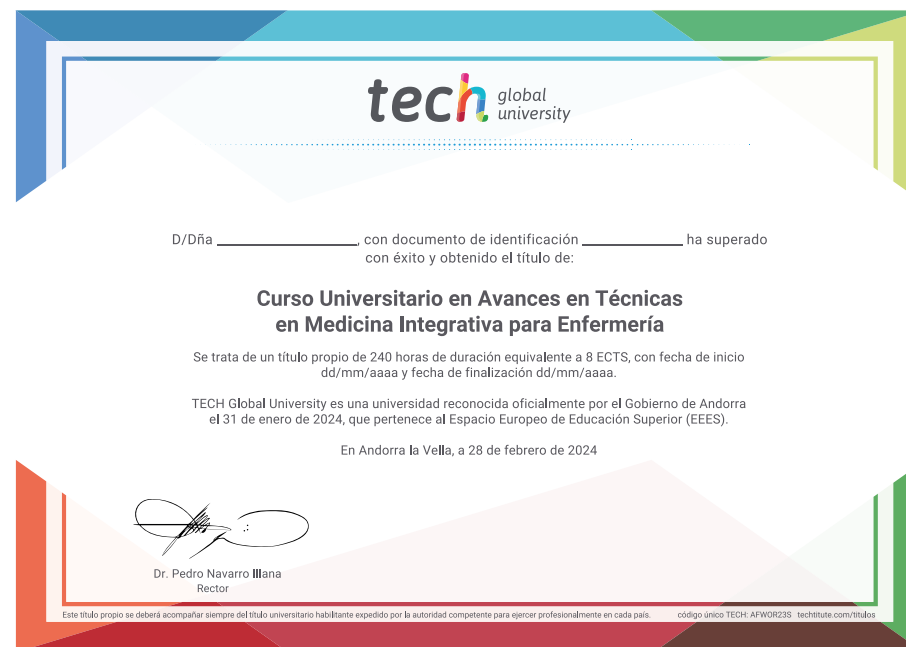 tech global university
D/Dña ____________, con documento de identificación ____________ ha superado
con éxito y obtenido el título de:
Curso Universitario en Avances en Técnicas
en Medicina Integrativa para Enfermería
Se trata de un título propio de 240 horas de duración equivalente a 8 ECTS, con fecha de inicio
dd/mm/aaaa y fecha de finalización dd/mm/aaaa.
TECH Global University es una universidad reconocida oficialmente por el Gobierno de Andorra
el 31 de enero de 2024, que pertenece al Espacio Europeo de Educación Superior (EEES).
En Andorra la Vella, a 28 de febrero de 2024
Dr. Pedro Navarro Illana
Rector
Este título propio se deberá acompañar siempre del título universitario habilitante expedido por la autoridad competente para ejercer profesionalmente en cada país. código único TECH: AFWOR23S techtitute.com/titulos